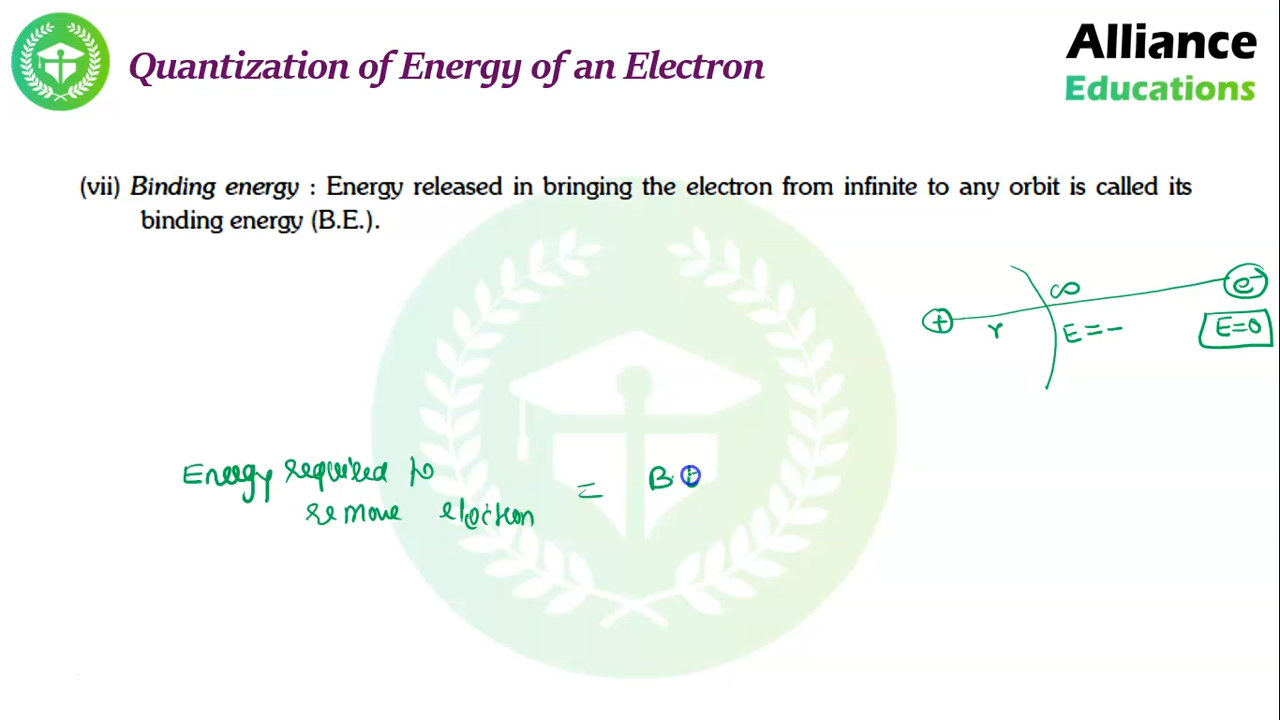 Quantization of Energy of an Electron
Alliance
Educations
(vii) Binding energy : Energy released in bringing the electron from infinite to any orbit is called its
binding energy (B.E.).
∞
e⁻
+
r
E = -
E=0
Energy required to
remove electron
=
B